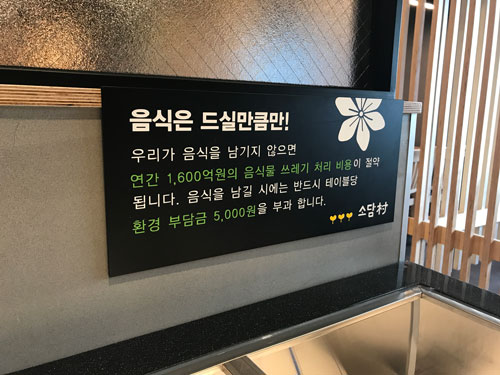 음식은 드실만큼만!
우리가 음식을 남기지 않으면
연간 1,600억원의 음식물 쓰레기 처리 비용이 절약
됩니다. 음식을 남길 시에는 반드시 테이블당
환경 부담금 5,000원을 부과 합니다.
소담村